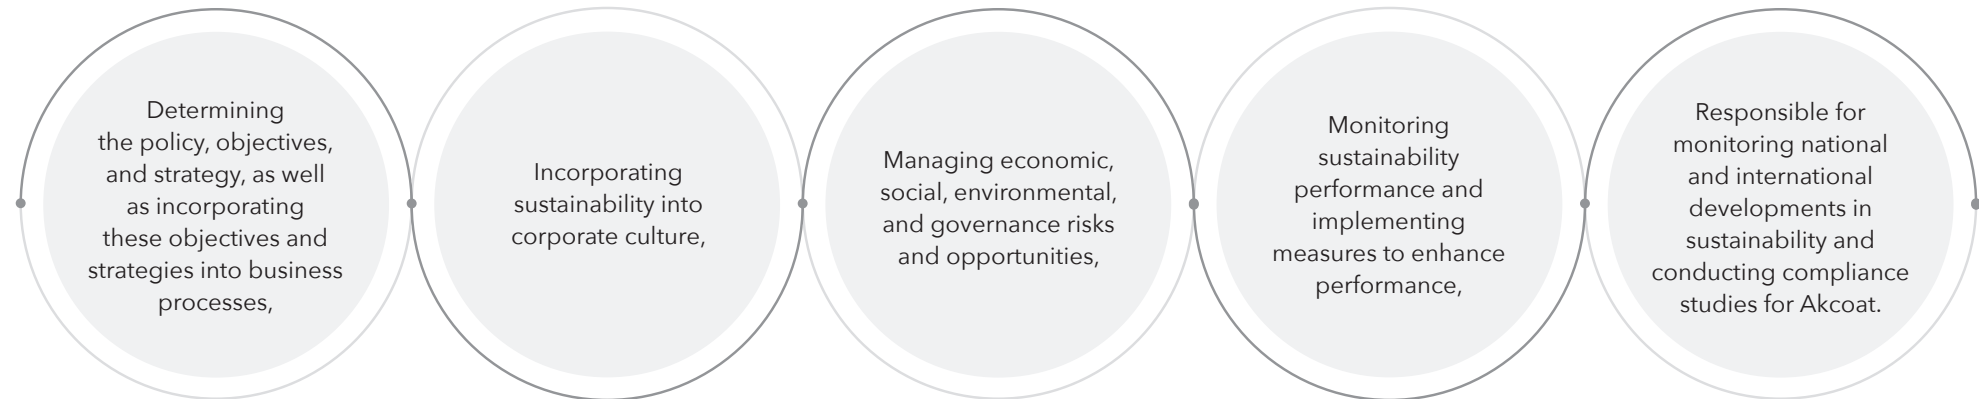 Determining
the policy, objectives,
and strategy, as well
as incorporating
these objectives and
strategies into business
processes,
Incorporating
sustainability into
corporate culture,
Managing economic,
social, environmental,
and governance risks
and opportunities,
Monitoring
sustainability
performance and
implementing
measures to enhance
performance,
Responsible for
monitoring national
and international
developments in
sustainability and
conducting compliance
studies for Akcoat.